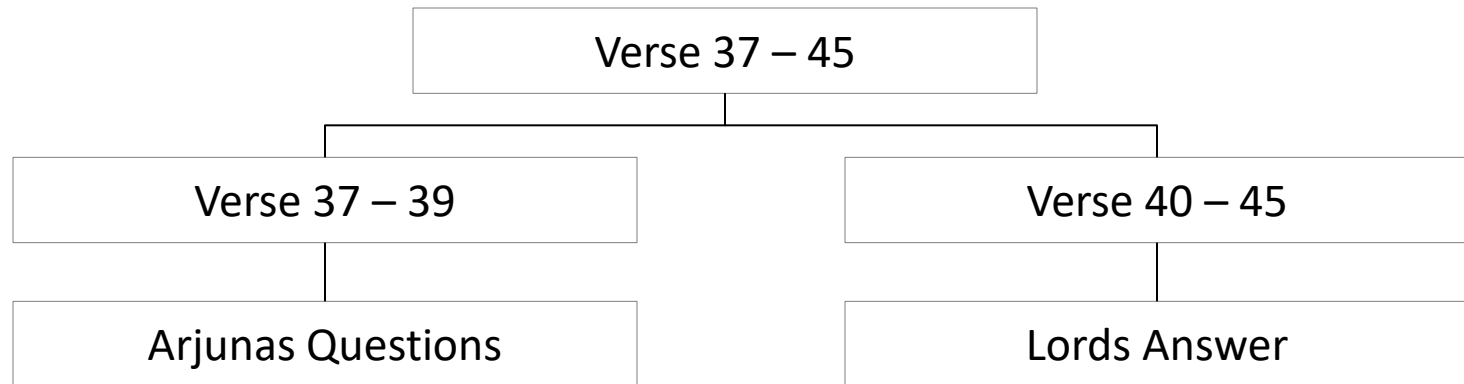 Verse 37 – 45
Verse 37 – 39
Verse 40 – 45
Arjunas Questions
Lords Answer